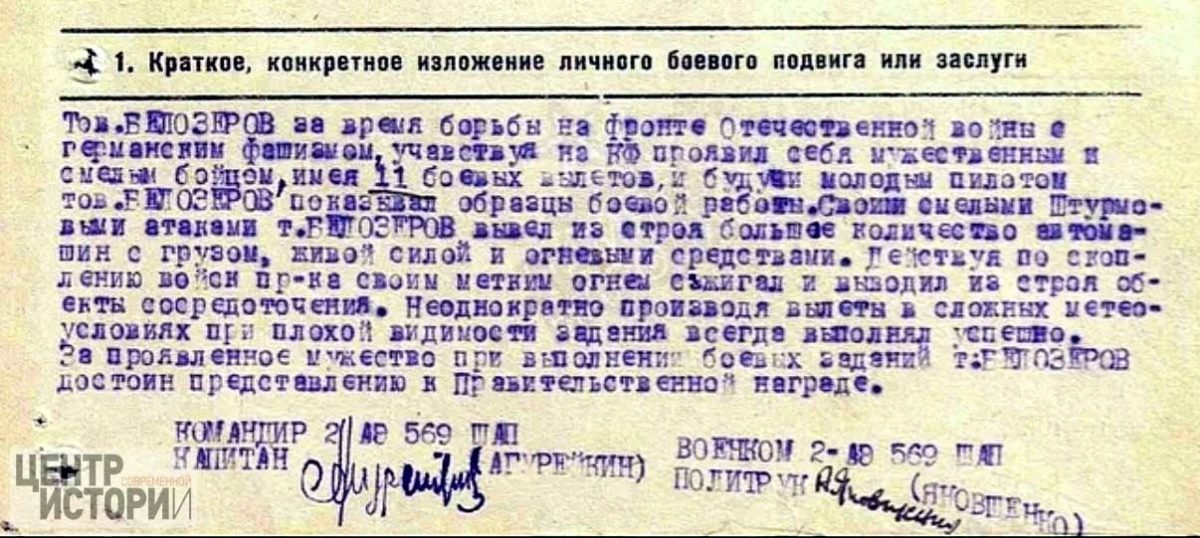 1. Краткое, конкретное изложение личного боевого подвига или заслуги
Тов.БЕЛОЗЕРОВ за время борьбы на фронте Отечественной войны с
германским фашизмом, учавствуя на КФ проявил себя мужественным и
смелым бойцом, имея 11 боевых вылетов, и будучи молодым пилотом
тов.БЕЛОЗЕРОВ показывал образцы боевой работы.Своими смелыми Штурмо-
выми атаками т.БЕЛОЗЕРОВ вывел из строя большое количество автома-
шин с грузом, живой силой и огневыми средствами. Действуя по скоп-
лению войск пр-ка своим метким огнем сжигал и выводил из строя об-
екты сосредоточения. Неоднократно производя вылеты в сложных метео-
условиях при плохой видимости задания всегда выполнял успешно.
За проявленное мужество при выполнении боевых заданий т.БЕЛОЗЕРОВ
достоин представлению к Правительственной награде.
КОМАНДИР 2 АЭ 569 ШАП
КАПИТАН АГУРЕЙКИН)
ВОЕНКОМ 2-АЭ 569 ШАП
ПОЛИТРУК (ЯНОВЩЕНКО)
ЦЕНТР
СОВРЕМЕННОЙ
ИСТОРИИ